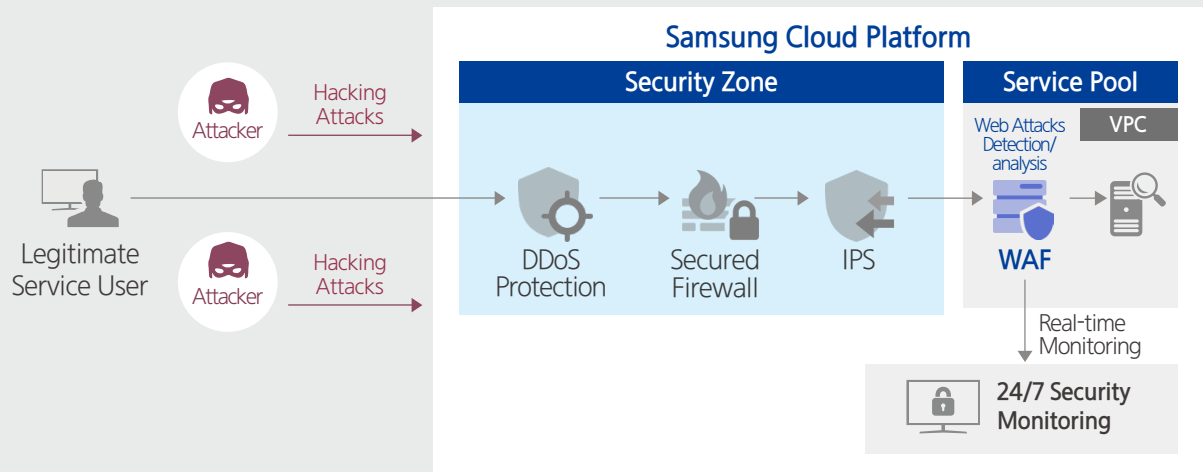 Samsung Cloud Platform
Security Zone
Service Pool
Attacker
Hacking
Attacks
Web Attacks
Detection/
analysis
VPC
Legitimate
Service User
Attacker
Hacking
Attacks
DDoS
Protection
Secured
Firewall
IPS
WAF
Real-time
Monitoring
24/7 Security
Monitoring